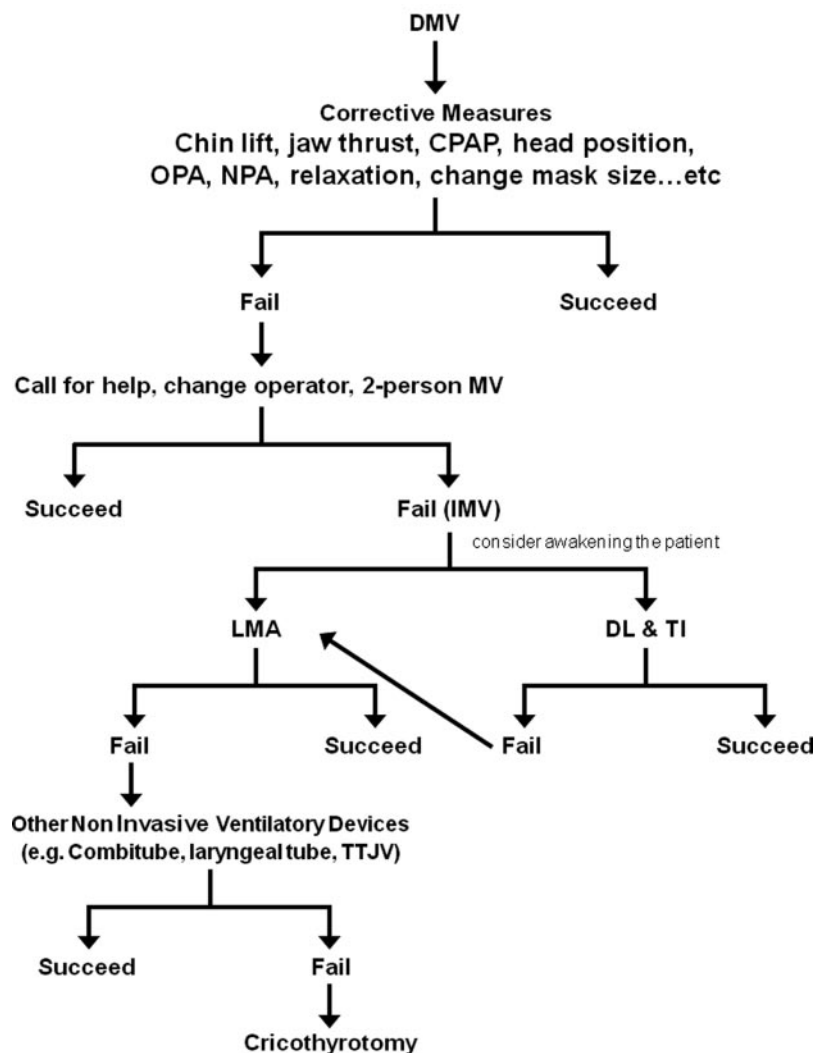 DMV
Corrective Measures
Chin lift, jaw thrust, CPAP, head position,
OPA, NPA, relaxation, change mask size...etc
Fail
Succeed
Call for help, change operator, 2-person MV
Succeed
Fail (IMV)
consider awakening the patient
LMA
DL & TI
Fail
Succeed
Fail
Succeed
Other Non Invasive Ventilatory Devices
(e.g. Combitube, laryngeal tube, TTJV)
Succeed
Fail
Cricothyrotomy